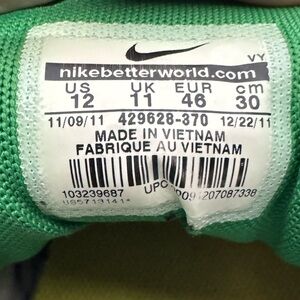 VY
nikebetterworld.com
US UK EUR cm
12 11 46 30
11/09/11 429628-370 12/22/11
MADE IN VIETNAM
FABRIQUE AU VIETNAM
103239687